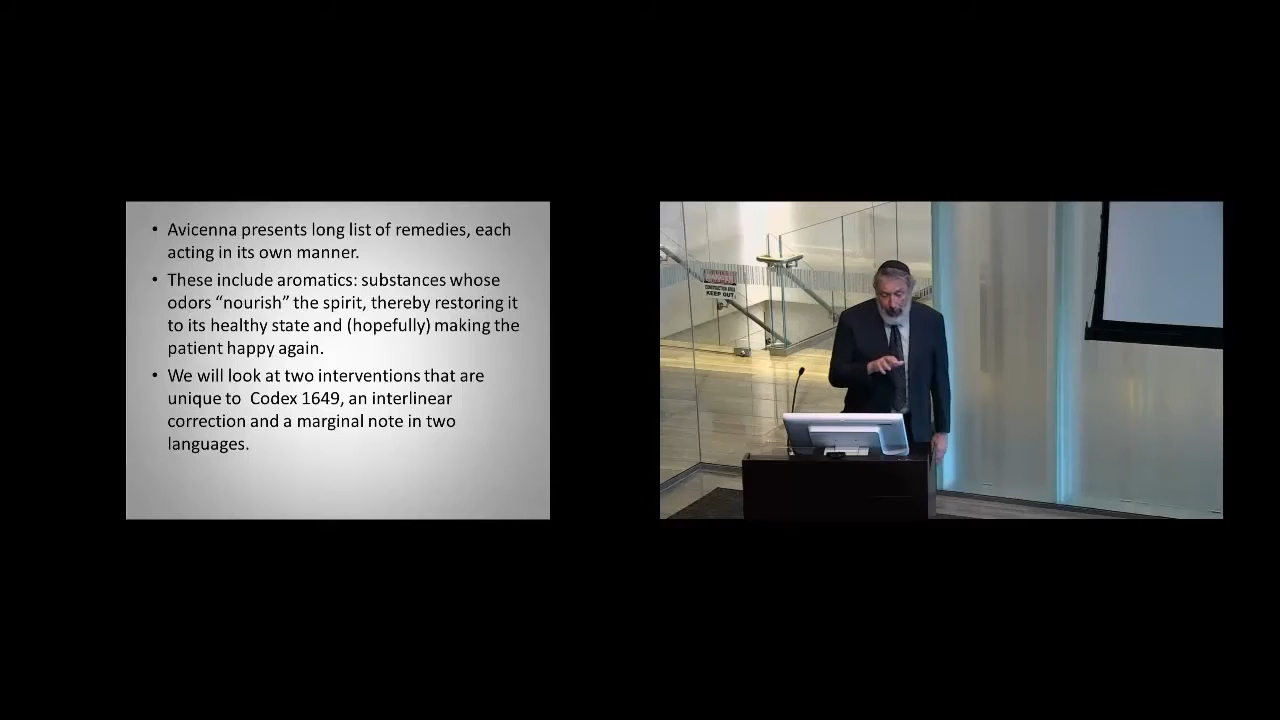 • Avicenna presents long list of remedies, each
acting in its own manner.
• These include aromatics: substances whose
odors “nourish” the spirit, thereby restoring it
to its healthy state and (hopefully) making the
patient happy again.
• We will look at two interventions that are
unique to  Codex 1649, an interlinear
correction and a marginal note in two
languages.
CONSTRUCTION AREA
KEEP OUT